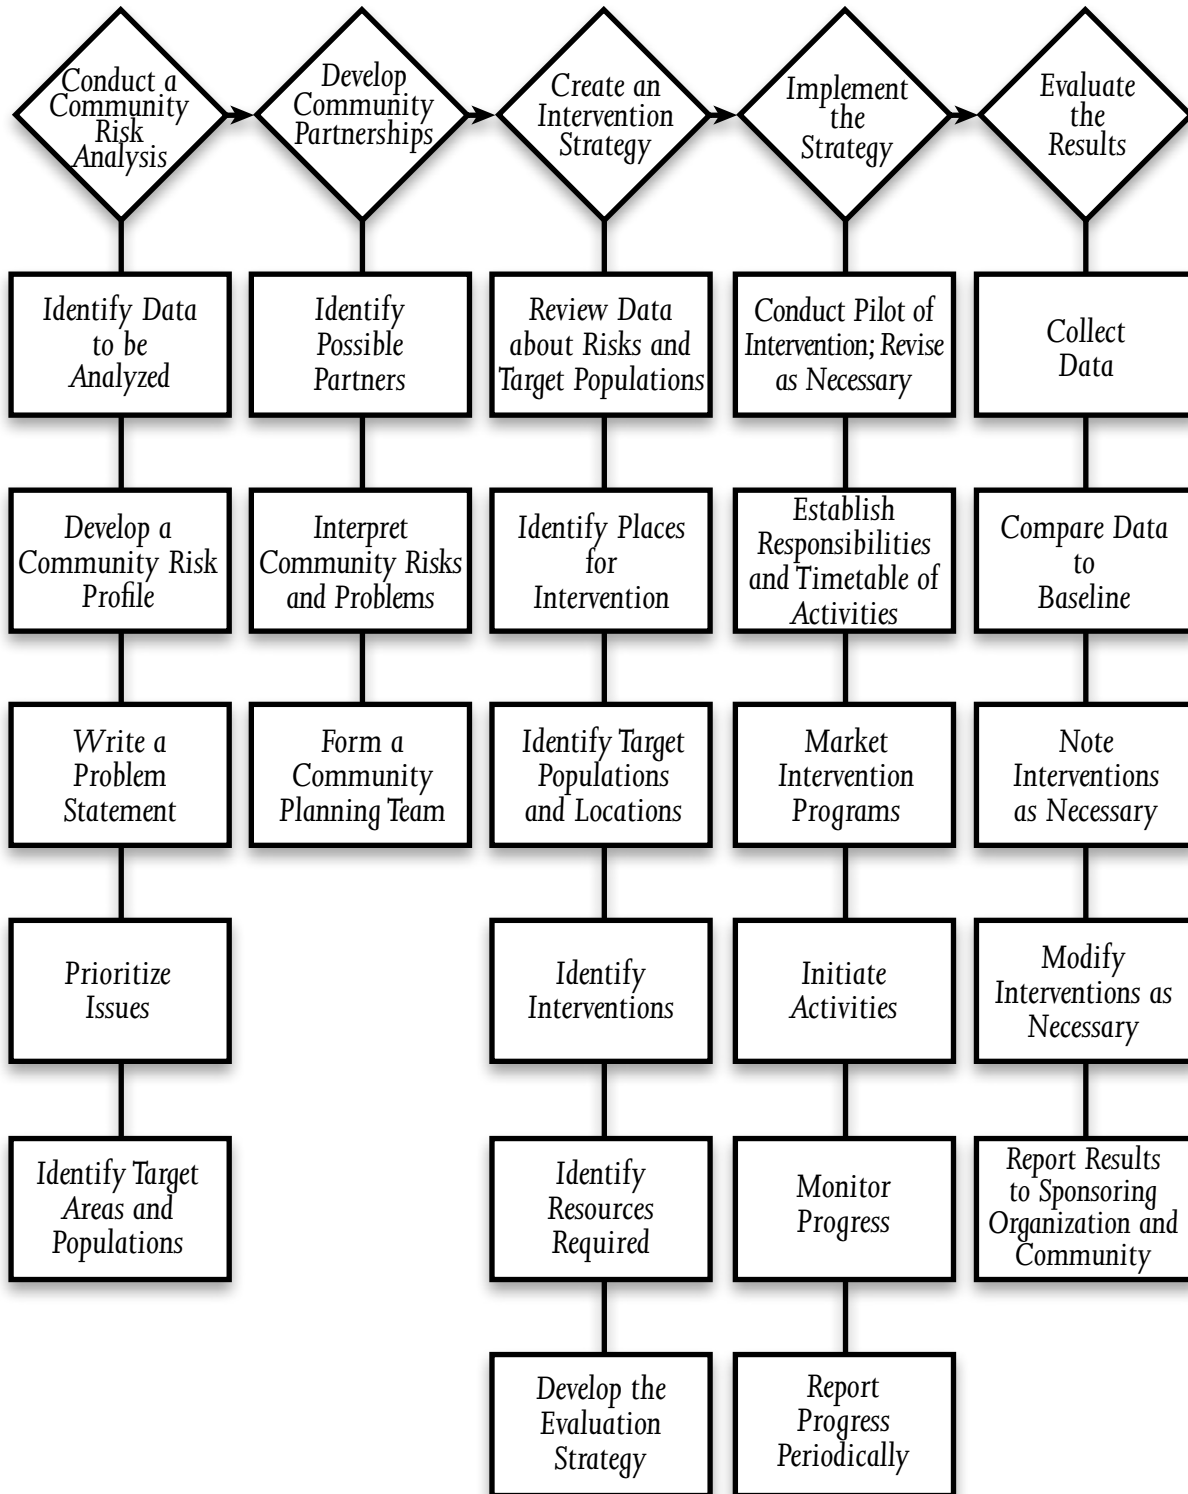 Conduct a
Community
Risk
Analysis
Develop
Community
Partnerships
Create an
Intervention
Strategy
Implement
the
Strategy
Evaluate
the
Results
Identify Data
to be
Analyzed
Identify
Possible
Partners
Review Data
about Risks and
Target Populations
Conduct Pilot of
Intervention; Revise
as Necessary
Collect
Data
Develop a
Community Risk
Profile
Interpret
Community Risks
and Problems
Identify Places
for
Intervention
Establish
Responsibilities
and Timetable of
Activities
Compare Data
to
Baseline
Write a
Problem
Statement
Form a
Community
Planning Team
Identify Target
Populations
and Locations
Market
Intervention
Programs
Note
Interventions
as Necessary
Prioritize
Issues
Identify
Interventions
Initiate
Activities
Modify
Interventions as
Necessary
Identify Target
Areas and
Populations
Identify
Resources
Required
Monitor
Progress
Report Results
to Sponsoring
Organization and
Community
Develop the
Evaluation
Strategy
Report
Progress
Periodically